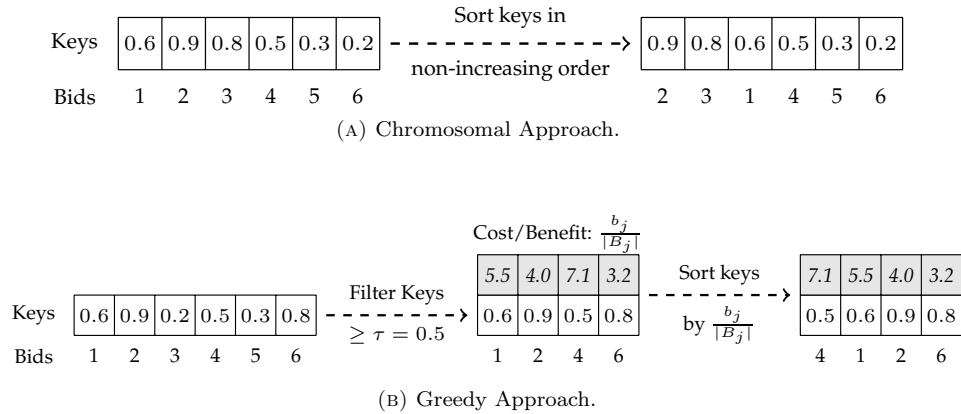 Sort keys in
Keys 0.6 0.9 0.8 0.5 0.3 0.2 0.9 0.8 0.6 0.5 0.3 0.2
non-increasing order
Bids 1 2 3 4 5 6 2 3 1 4 5 6
(A) Chromosomal Approach.
Cost/Benefit: b_j/|B_j|
5.5 4.0 7.1 3.2 7.1 5.5 4.0 3.2
Filter Keys Sort keys
Keys 0.6 0.9 0.2 0.5 0.3 0.8 0.6 0.9 0.5 0.8 0.5 0.6 0.9 0.8
≥ τ = 0.5 by b_j/|B_j|
Bids 1 2 3 4 5 6 1 2 4 6 4 1 2 6
(B) Greedy Approach.